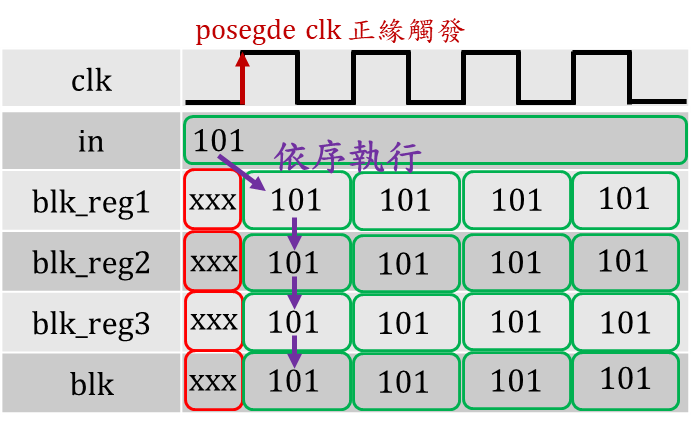 posegde clk 正緣觸發
clk
in 101
依序執行
blk_reg1 xxx 101 101 101 101
blk_reg2 xxx 101 101 101 101
blk_reg3 xxx 101 101 101 101
blk xxx 101 101 101 101